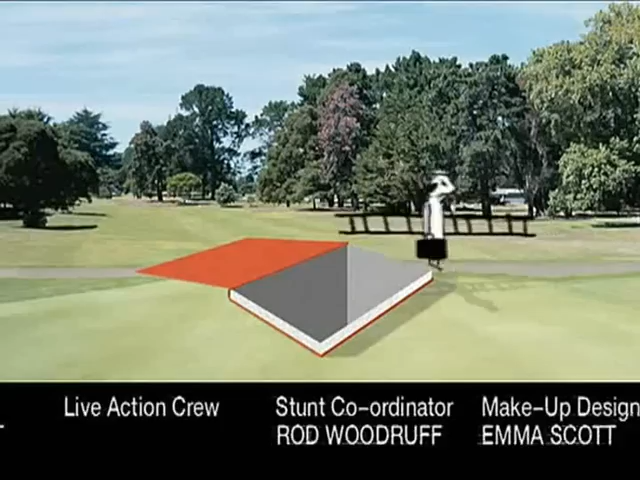 Live Action Crew
Stunt Co-ordinator
ROD WOODRUFF
Make-Up Design
EMMA SCOTT